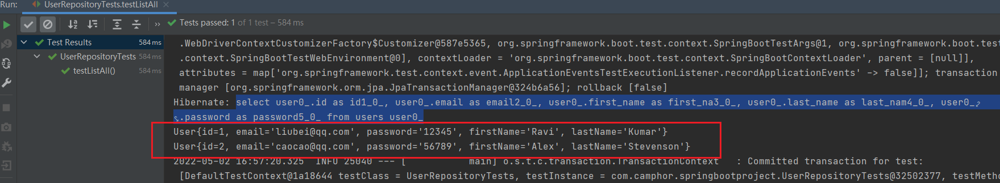 Run: UserRepositoryTests.testListAll ×
>> Tests passed: 1 of 1 test – 584 ms
Test Results 584 ms
UserRepositoryTests 584 ms
testListAll() 584 ms
.WebDriverContextCustomizerFactory$Customizer@587e5365, org.springframework.boot.test.context.SpringBootTestArgs@1, org.springframework.boot.test
.context.SpringBootTestWebEnvironment@0], contextLoader = 'org.springframework.boot.test.context.SpringBootContextLoader', parent = [null]],
attributes = map['org.springframework.test.context.event.ApplicationEventsTestExecutionListener.recordApplicationEvents' -> false]]; transaction
manager [org.springframework.orm.jpa.JpaTransactionManager@324b6a56]; rollback [false]
Hibernate: select user0_.id as id1_0_, user0_.email as email2_0_, user0_.first_name as first_na3_0_, user0_.last_name as last_nam4_0_, user0_
.password as password5_0_ from users user0_
User{id=1, email='liubei@qq.com', password='12345', firstName='Ravi', lastName='Kumar'}
User{id=2, email='caocao@qq.com', password='56789', firstName='Alex', lastName='Stevenson'}
2022-05-02 16:57:20.325 INFO 25040 --- [ main] o.s.t.c.transaction.TransactionContext : Committed transaction for test:
[DefaultTestContext@1a18644 testClass = UserRepositoryTests, testInstance = com.camphor.springbootproject.UserRepositoryTests@32502377, testMeth